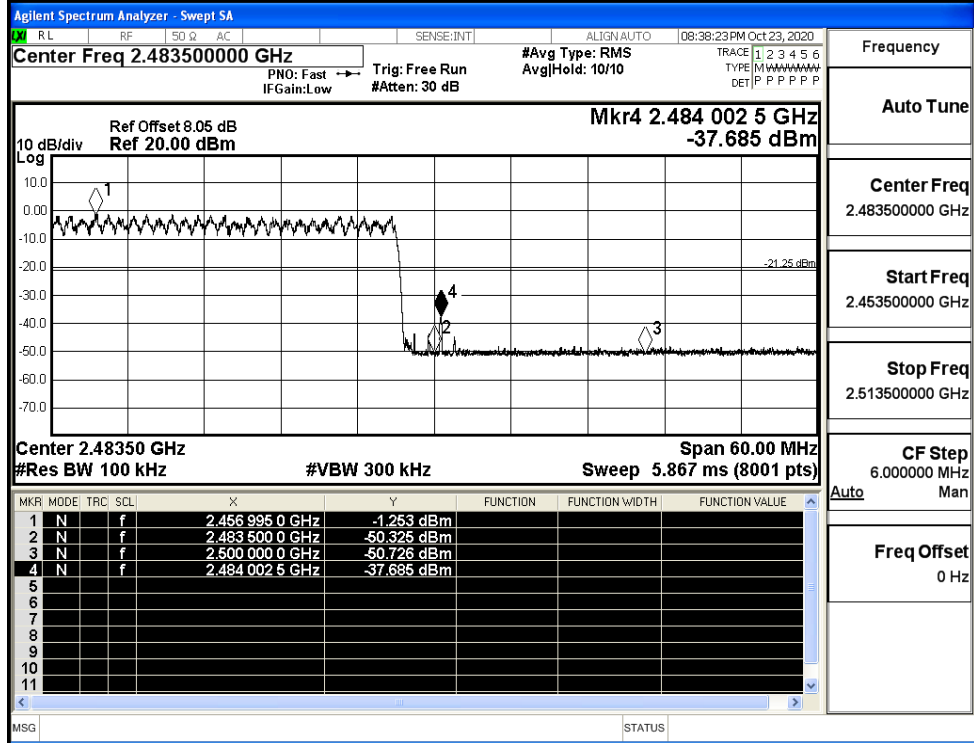 Agilent Spectrum Analyzer - Swept SA
LXI RL RF 50 Ω AC SENSE:INT ALIGN AUTO 08:38:23 PM Oct 23, 2020
Center Freq 2.483500000 GHz
PNO: Fast
IFGain:Low
Trig: Free Run
#Atten: 30 dB
#Avg Type: RMS
Avg|Hold: 10/10
TRACE 1 2 3 4 5 6
TYPE M WWWWW
DET P P P P P P
Frequency
Auto Tune
Center Freq
2.483500000 GHz
Start Freq
2.453500000 GHz
Stop Freq
2.513500000 GHz
CF Step
6.000000 MHz
Auto Man
Freq Offset
0 Hz
Mkr4 2.484 002 5 GHz
-37.685 dBm
Ref Offset 8.05 dB
10 dB/div Ref 20.00 dBm
Log
10.0
0.00
-10.0
-20.0
-30.0
-40.0
-50.0
-60.0
-70.0
1
-21.25 dBm
4
2
3
Center 2.48350 GHz Span 60.00 MHz
#Res BW 100 kHz #VBW 300 kHz Sweep 5.867 ms (8001 pts)
MKR MODE TRC SCL X Y FUNCTION FUNCTION WIDTH FUNCTION VALUE
1 N f 2.456 995 0 GHz -1.253 dBm
2 N f 2.483 500 0 GHz -50.325 dBm
3 N f 2.500 000 0 GHz -50.726 dBm
4 N f 2.484 002 5 GHz -37.685 dBm
5
6
7
8
9
10
11
MSG STATUS